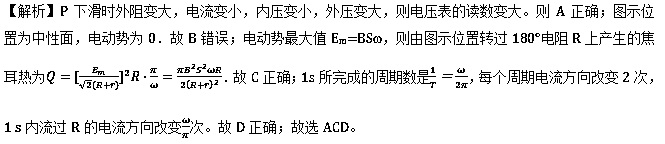 【解析】P 下滑时外阻变大，电流变小，内压变小，外压变大，则电压表的读数变大。则 A 正确；图示位
置为中性面，电动势为 0．故 B 错误；电动势最大值 Eₘ=BSω，则由图示位置转过 180°电阻 R 上产生的焦
耳热为 $Q=[\frac{E_m}{\sqrt{2}(R+r)}]^2R\cdot\frac{\pi}{\omega}=\frac{\pi B^2S^2\omega R}{2(R+r)^2}$．故 C 正确；1s 所完成的周期数是 $\frac{1}{T}=\frac{\omega}{2\pi}$，每个周期电流方向改变 2 次，
1 s 内流过 R 的电流方向改变 $\frac{\omega}{\pi}$ 次。故 D 正确；故选 ACD。